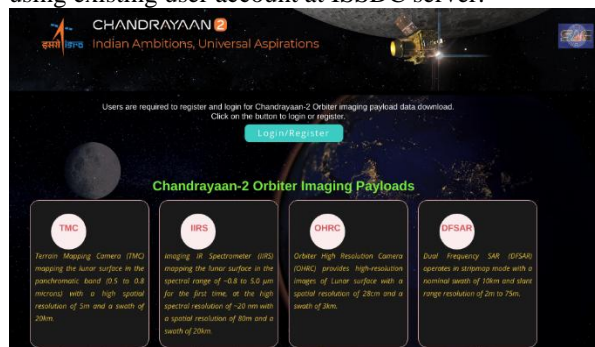 using existing user account at ISSDC server.
CHANDRAYAAN 2
इसरो isro Indian Ambitions, Universal Aspirations
Users are required to register and login for Chandrayaan-2 Orbiter imaging payload data download.
Click on the button to login or register.
Login/Register
Chandrayaan-2 Orbiter Imaging Payloads
TMC
Terrain Mapping Camera (TMC)
mapping the lunar surface in the
panchromatic band (0.5 to 0.8
microns) with a high spatial
resolution of 5m and a swath of
20km.
IIRS
Imaging IR Spectrometer (IIRS)
mapping the lunar surface in the
spectral range of ~0.8 to 5.0 µm
for the first time, at the high
spectral resolution of ~20 nm with
a spatial resolution of 80m and a
swath of 20km.
OHRC
Orbiter High Resolution Camera
(OHRC) provides high-resolution
images of Lunar surface with a
spatial resolution of 28cm and a
swath of 3km.
DFSAR
Dual Frequency SAR (DFSAR)
operates in stripmap mode with a
nominal swath of 10km and slant
range resolution of 2m to 75m.